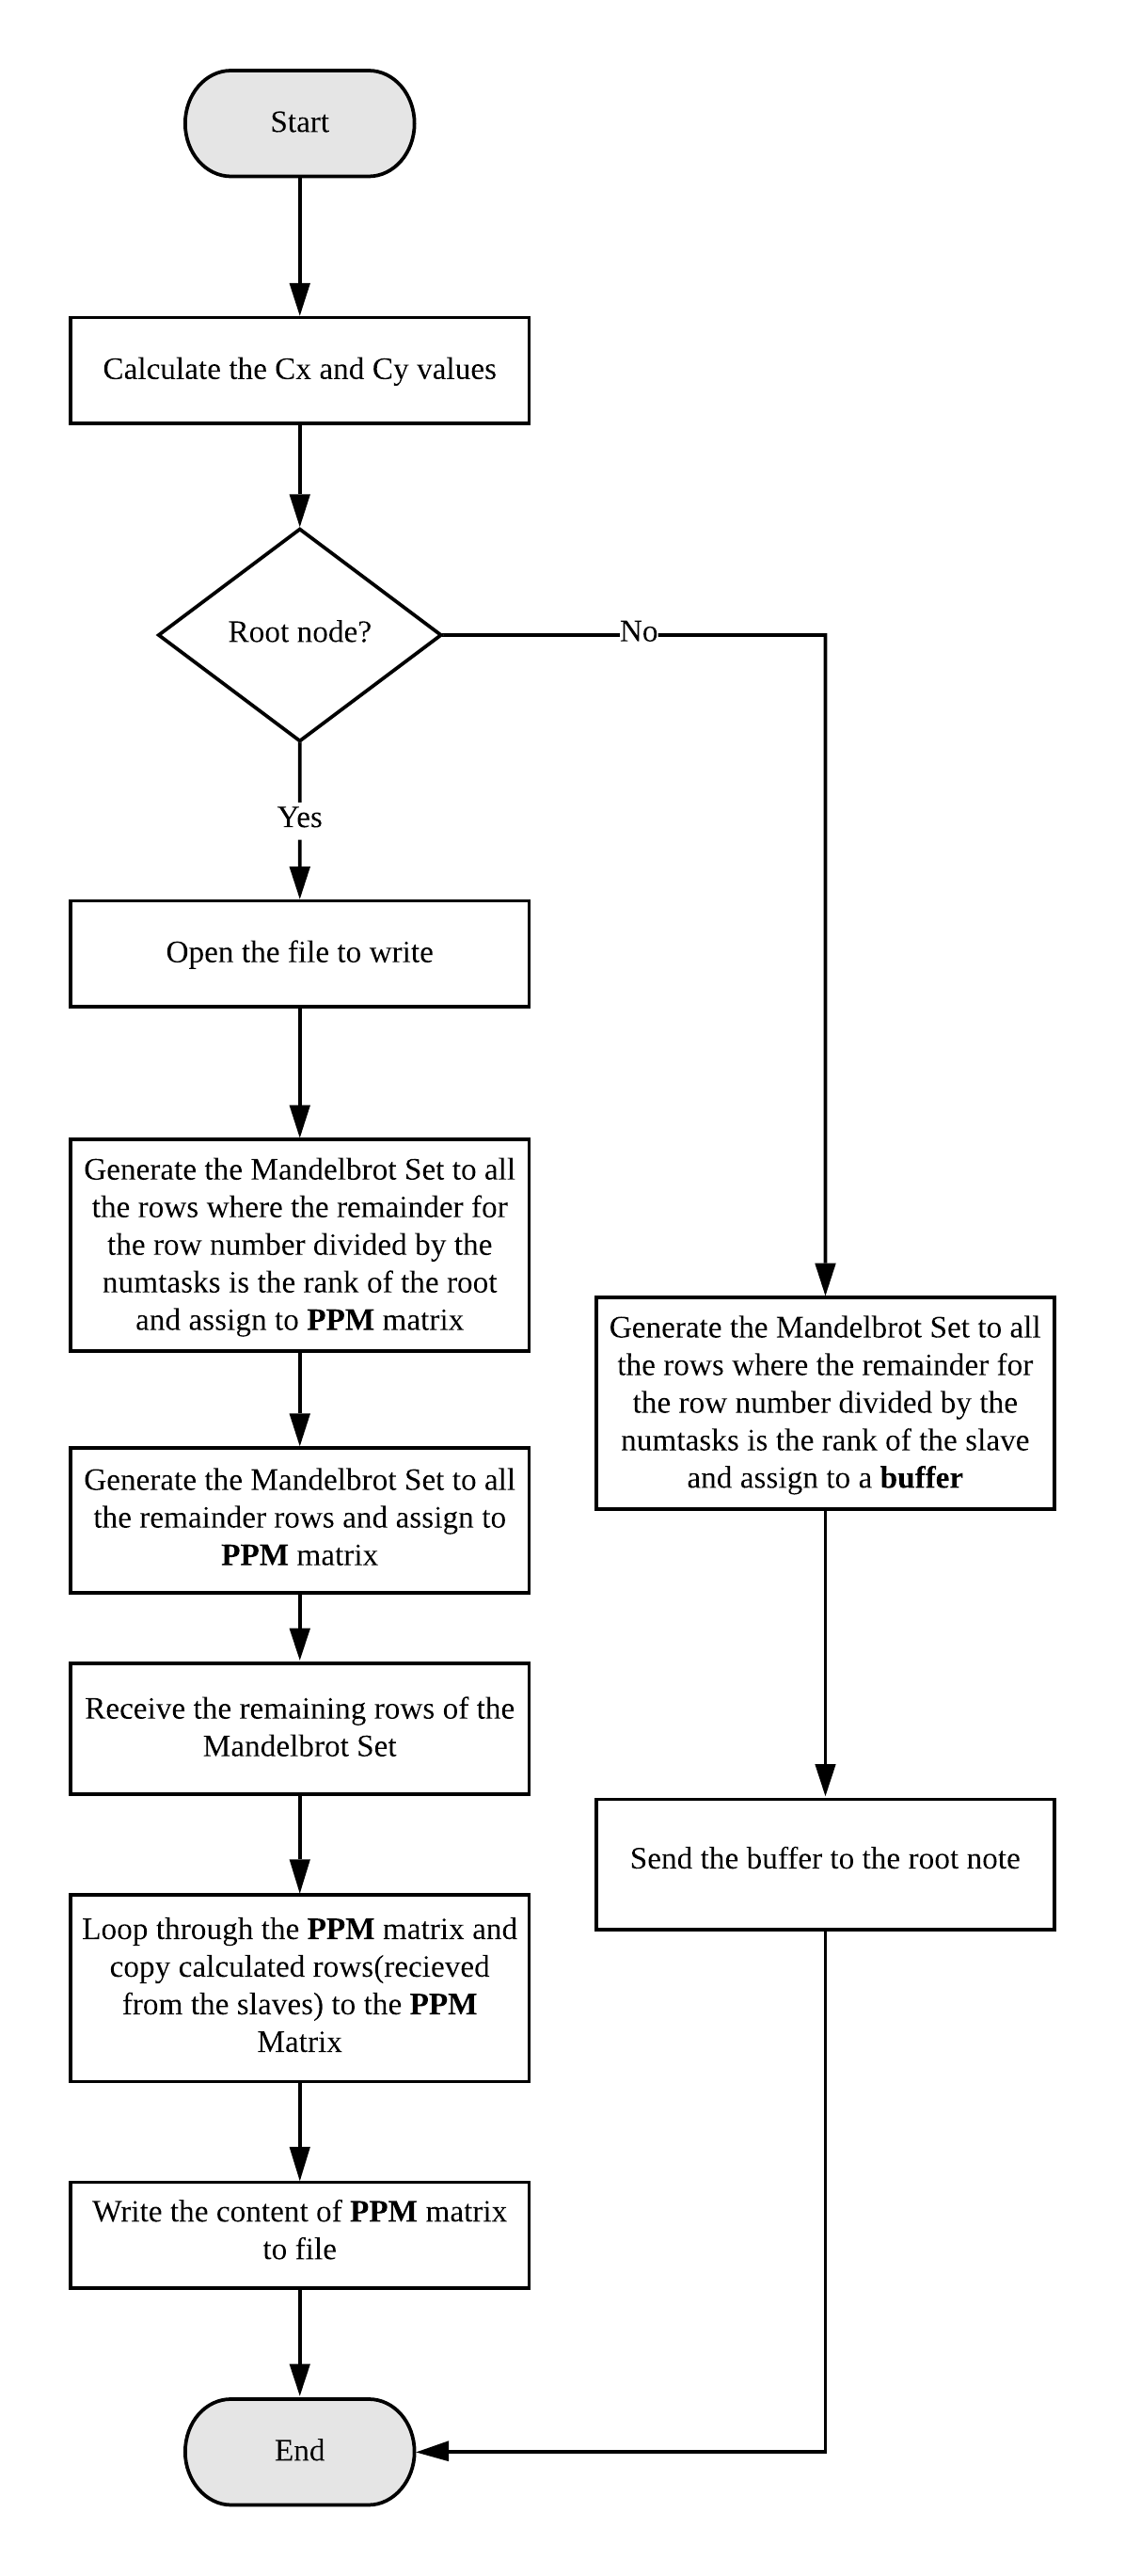 Start
Calculate the Cx and Cy values
Root node?
No
Yes
Open the file to write
Generate the Mandelbrot Set to all
the rows where the remainder for
the row number divided by the
numtasks is the rank of the root
and assign to PPM matrix
Generate the Mandelbrot Set to all
the rows where the remainder for
the row number divided by the
numtasks is the rank of the slave
and assign to a buffer
Generate the Mandelbrot Set to all
the remainder rows and assign to
PPM matrix
Receive the remaining rows of the
Mandelbrot Set
Send the buffer to the root note
Loop through the PPM matrix and
copy calculated rows(recieved
from the slaves) to the PPM
Matrix
Write the content of PPM matrix
to file
End